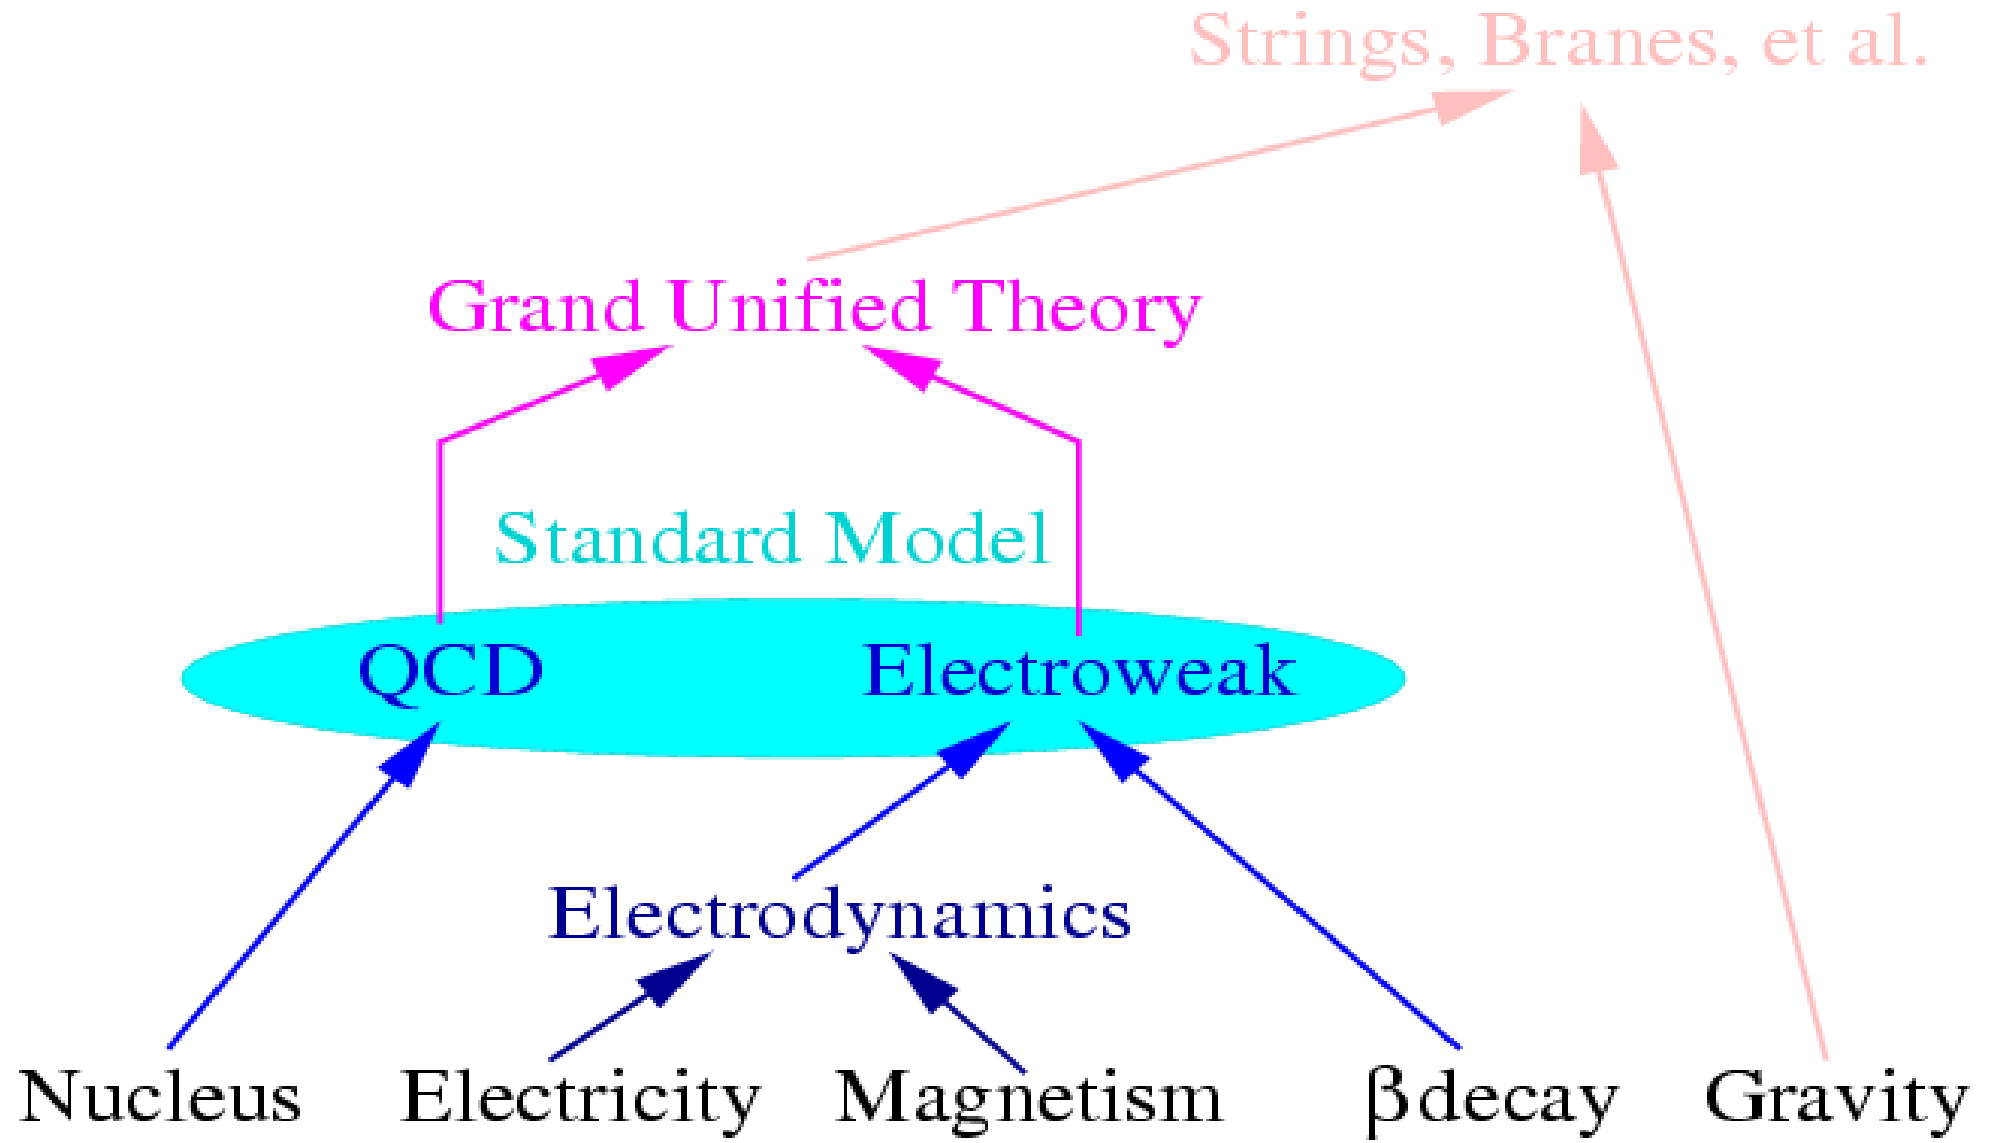 Strings, Branes, et al.
Grand Unified Theory
Standard Model
QCD Electroweak
Electrodynamics
Nucleus Electricity Magnetism β decay Gravity